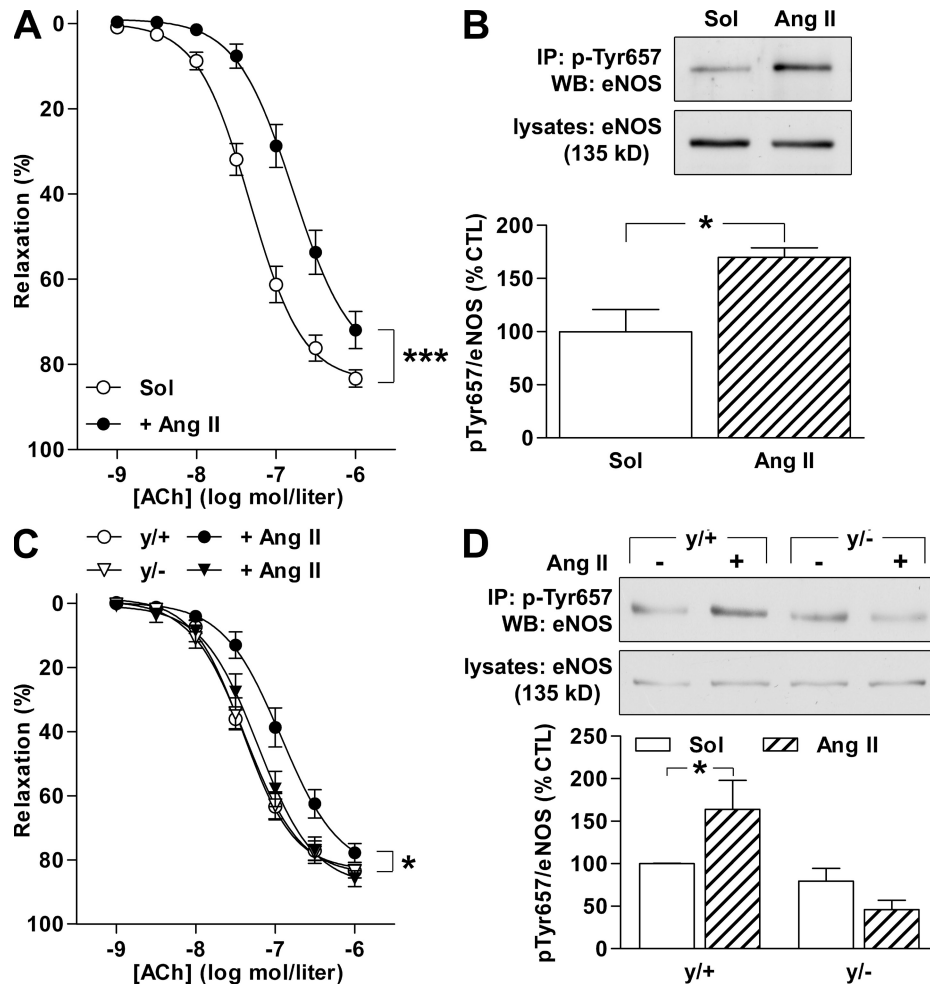 A
0
20
40
60
80
100
Relaxation (%)
Sol
+ Ang II
***
-9 -8 -7 -6
[ACh] (log mol/liter)
B
Sol Ang II
IP: p-Tyr657
WB: eNOS
lysates: eNOS
(135 kD)
pTyr657/eNOS (%CTL)
200
150
100
50
0
*
Sol Ang II
C
y/+ + Ang II
y/- + Ang II
0
20
40
60
80
100
Relaxation (%)
*
-9 -8 -7 -6
[ACh] (log mol/liter)
D
y/+ y/-
Ang II - + - +
IP: p-Tyr657
WB: eNOS
lysates: eNOS
(135 kD)
pTyr657/eNOS (%CTL)
250
200
150
100
50
0
Sol Ang II
*
y/+ y/-